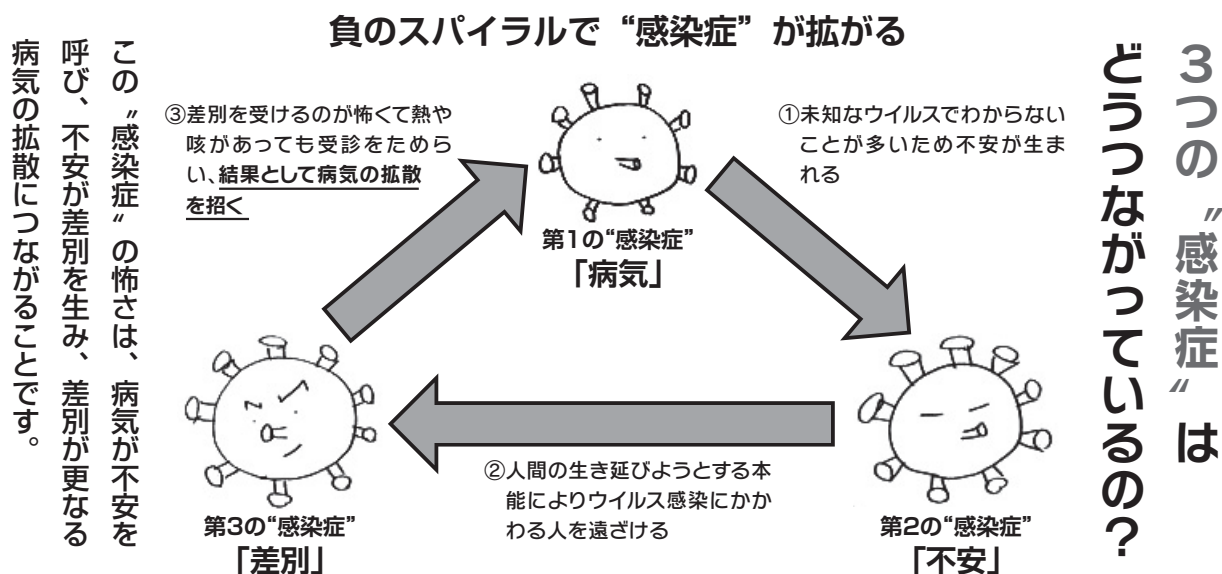 3つの〝感染症〟は
どうつながっているの？
負のスパイラルで“感染症”が拡がる
①未知なウイルスでわからない
ことが多いため不安が生ま
れる
③差別を受けるのが怖くて熱や
咳があっても受診をためら
い、結果として病気の拡散
を招く
第1の“感染症”
「病気」
②人間の生き延びようとする本
能によりウイルス感染にかか
わる人を遠ざける
第2の“感染症”
「不安」
第3の“感染症”
「差別」
この〝感染症〟の怖さは、病気が不安を
呼び、不安が差別を生み、差別が更なる
病気の拡散につながることです。